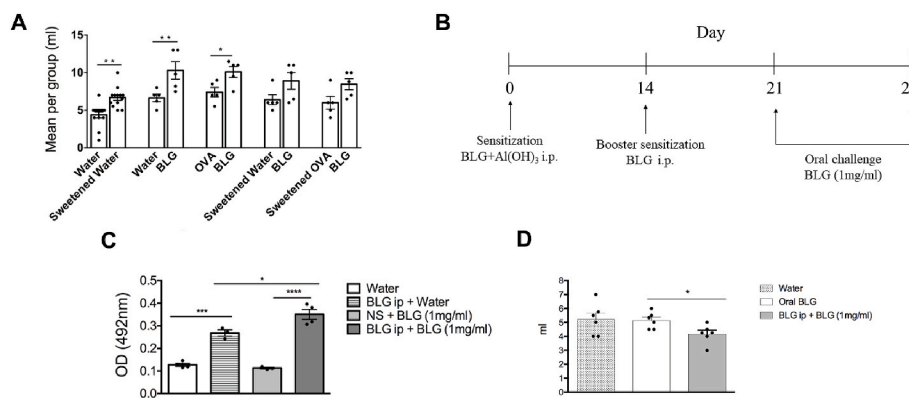 A
Mean per group (ml)
15
10
5
0
**
**
*
Water
Sweetened Water
Water
BLG
OVA
BLG
Sweetened Water
BLG
Sweetened OVA
BLG
B
Day
0
14
21
2
Sensitization
BLG+Al(OH)3 i.p.
Booster sensitization
BLG i.p.
Oral challenge
BLG (1mg/ml)
C
OD (492nm)
0.5
0.4
0.3
0.2
0.1
0.0
***
*
****
Water
BLG ip + Water
NS + BLG (1mg/ml)
BLG ip + BLG (1mg/ml)
D
ml
8
7
6
5
4
3
2
1
0
*
Water
Oral BLG
BLG ip + BLG (1mg/ml)